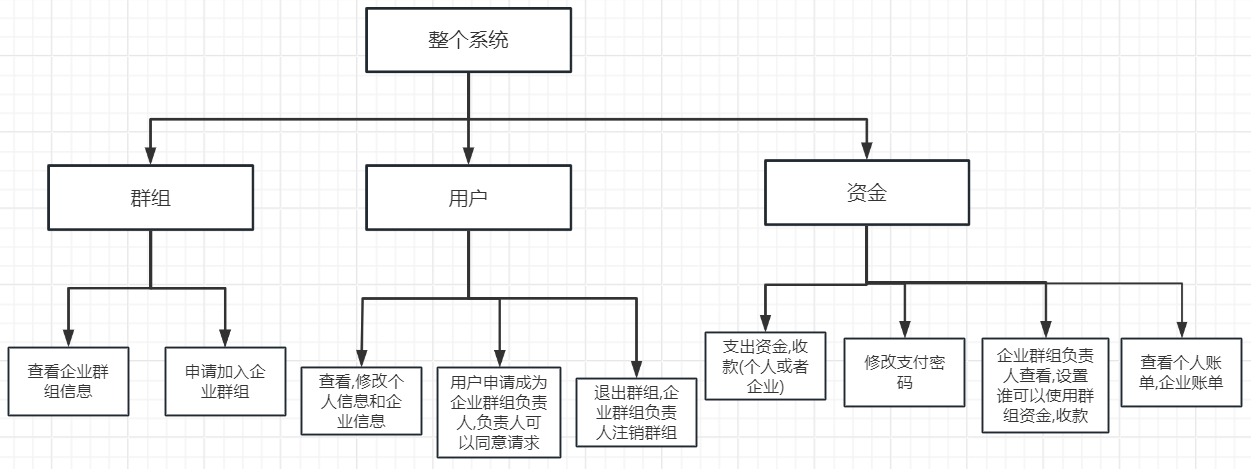 整个系统
群组
用户
资金
查看企业群
组信息
申请加入企
业群组
查看,修改个
人信息和企
业信息
用户申请成为
企业群组负责
人,负责人可
以同意请求
退出群组,企
业群组负责
人注销群组
支出资金,收
款(个人或者
企业)
修改支付密
码
企业群组负责
人查看,设置
谁可以使用群
组资金,收款
查看个人账
单,企业账单